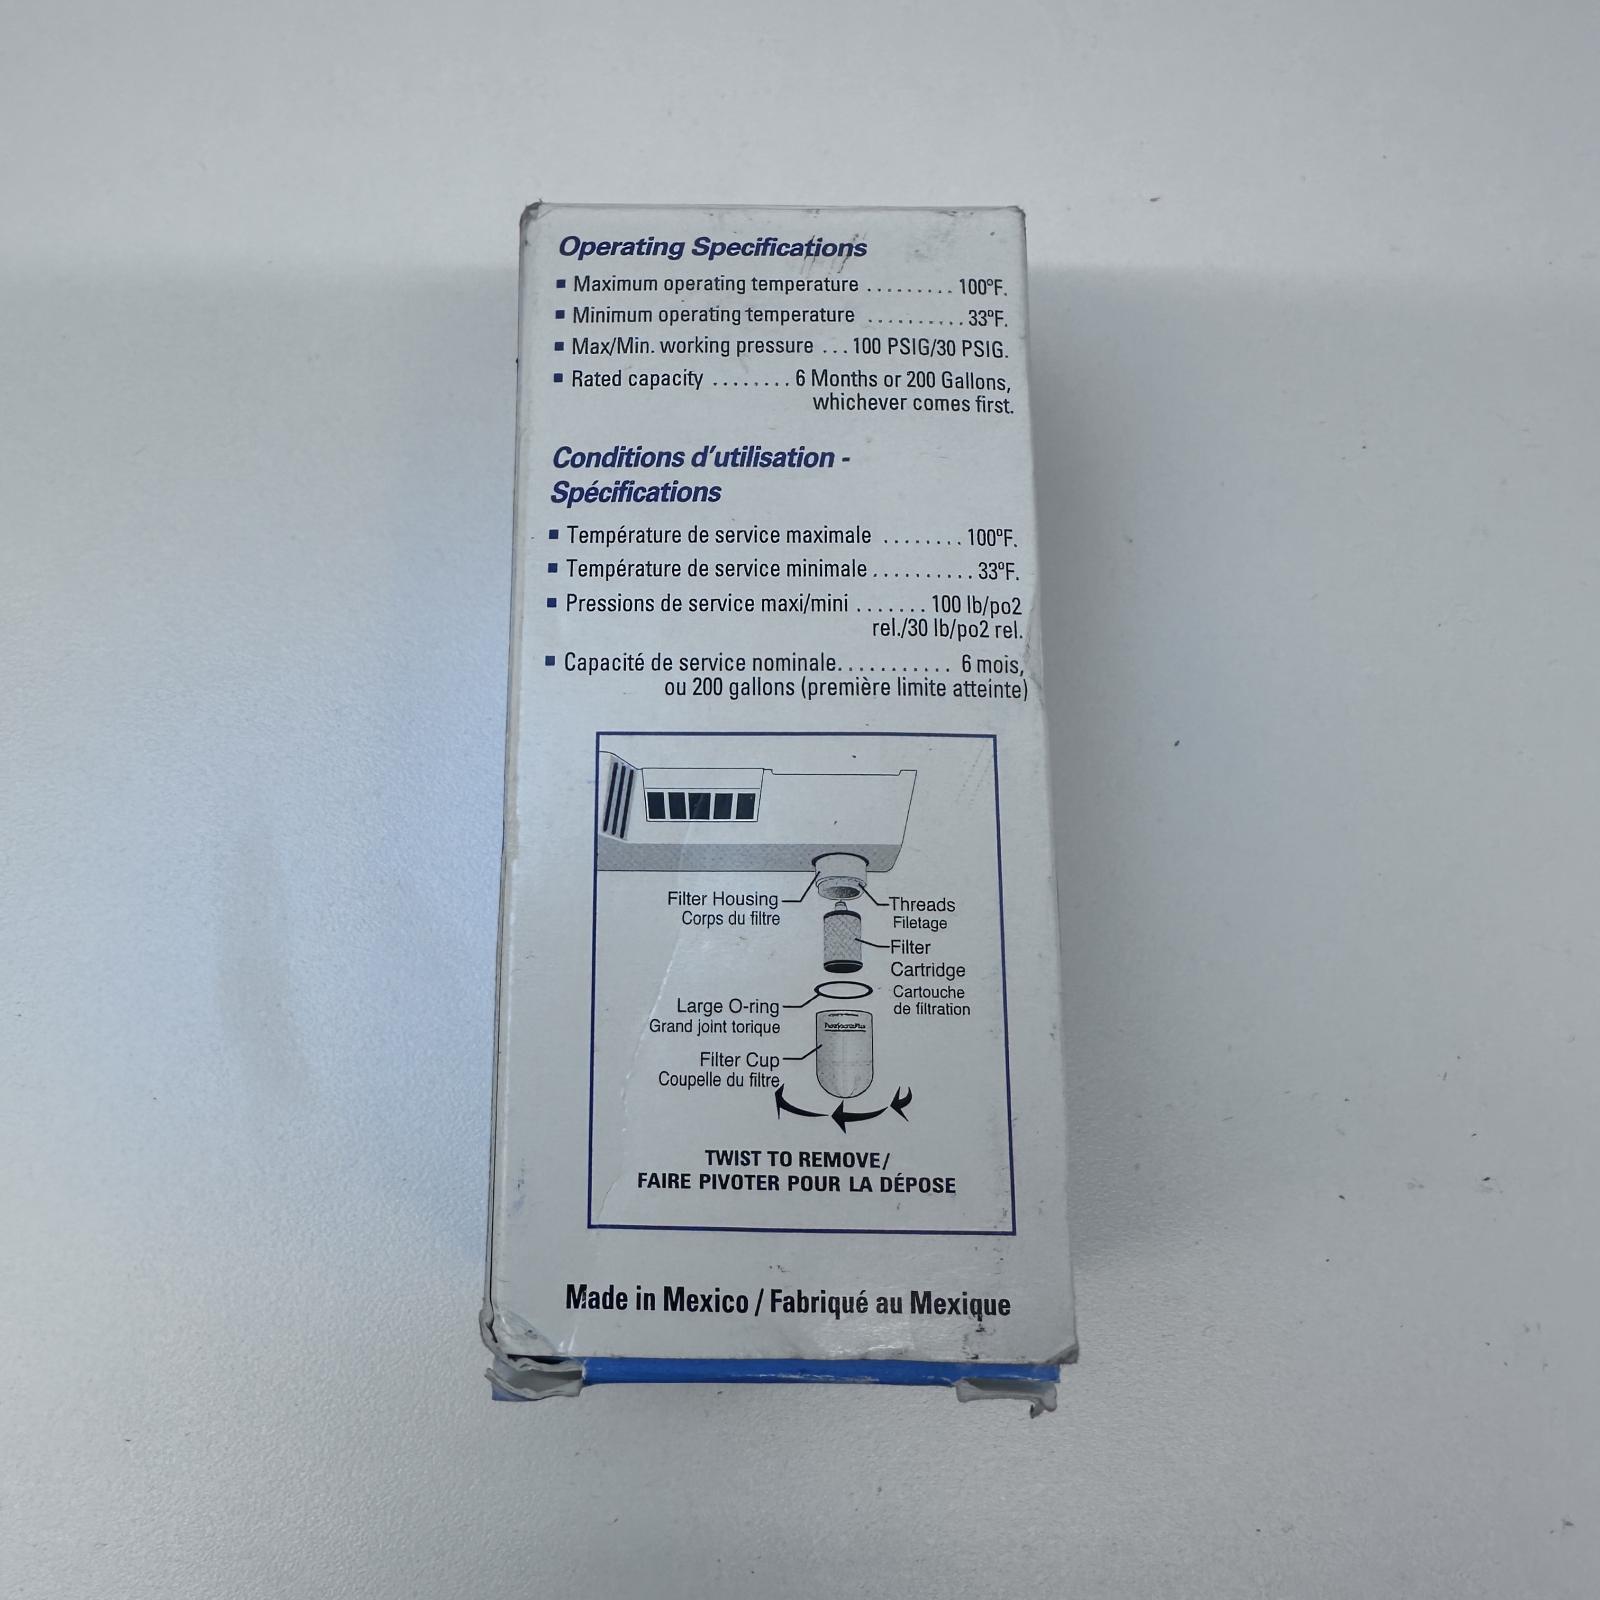 Operating Specifications
■ Maximum operating temperature ......... 100ºF.
■ Minimum operating temperature .......... 33ºF.
■ Max/Min. working pressure ... 100 PSIG/30 PSIG.
■ Rated capacity ........ 6 Months or 200 Gallons,
whichever comes first.
Conditions d'utilisation -
Spécifications
■ Température de service maximale ........ 100ºF.
■ Température de service minimale .......... 33ºF.
■ Pressions de service maxi/mini ....... 100 lb/po2
rel./30 lb/po2 rel.
■ Capacité de service nominale........... 6 mois,
ou 200 gallons (première limite atteinte)
Filter Housing
Corps du filtre
Threads
Filetage
Filter
Cartridge
Cartouche
de filtration
Large O-ring
Grand joint torique
Filter Cup
Coupelle du filtre
TWIST TO REMOVE/
FAIRE PIVOTER POUR LA DÉPOSE
Made in Mexico / Fabriqué au Mexique